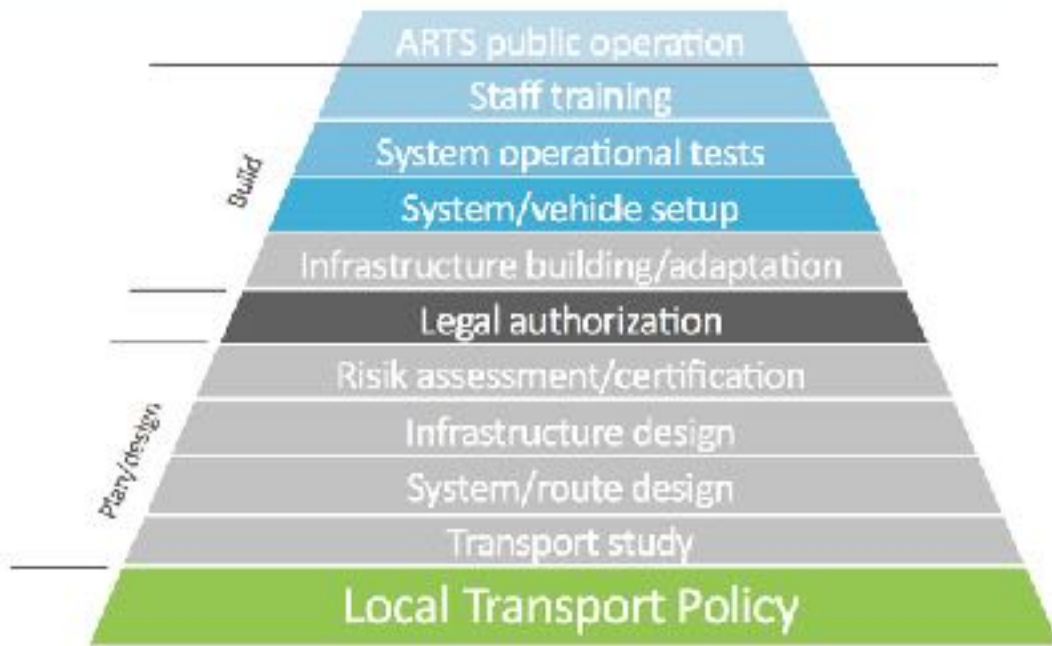 ARTS public operation
Staff training
System operational tests
System/vehicle setup
Infrastructure building/adaptation
Build
Legal authorization
Risik assessment/certification
Infrastructure design
System/route design
Transport study
Plan/design
Local Transport Policy